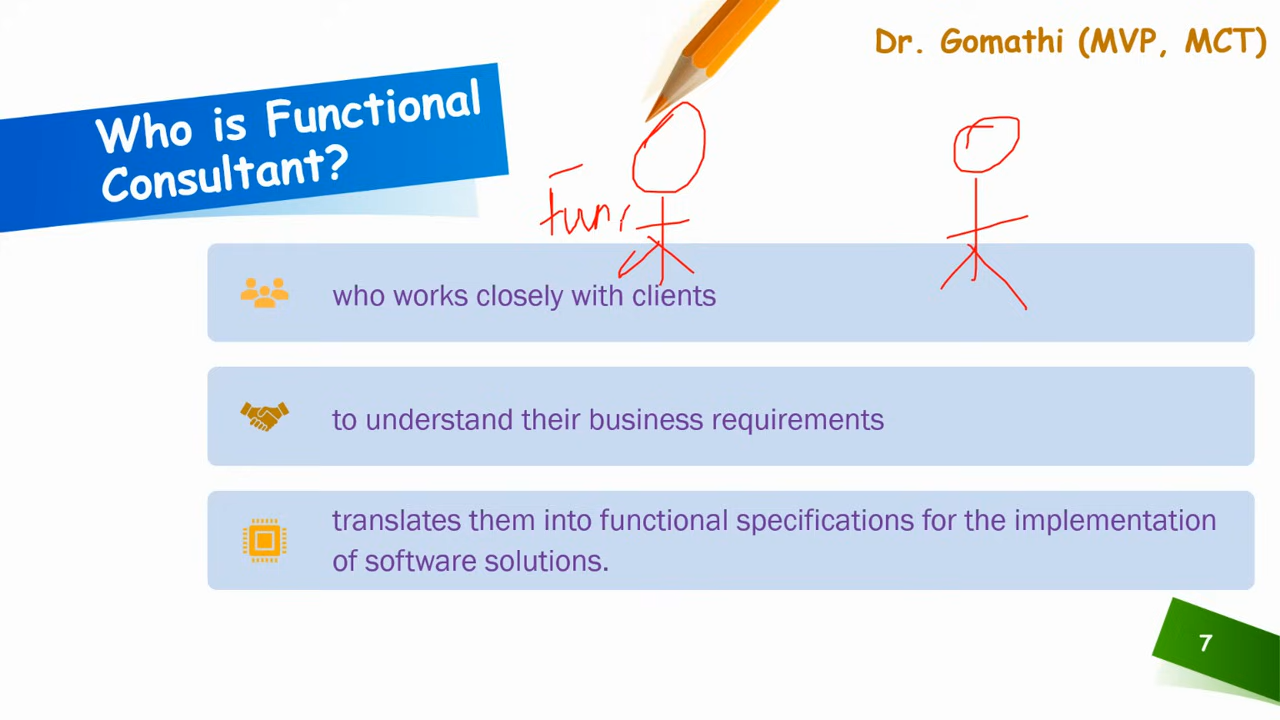 Dr. Gomathi (MVP, MCT)
Who is Functional
Consultant?
Func
who works closely with clients
to understand their business requirements
translates them into functional specifications for the implementation
of software solutions.
7